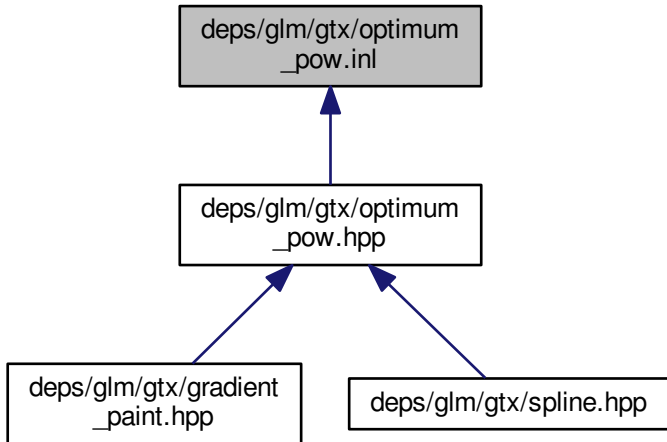 deps/glm/gtx/optimum
_pow.inl
deps/glm/gtx/optimum
_pow.hpp
deps/glm/gtx/gradient
_paint.hpp
deps/glm/gtx/spline.hpp